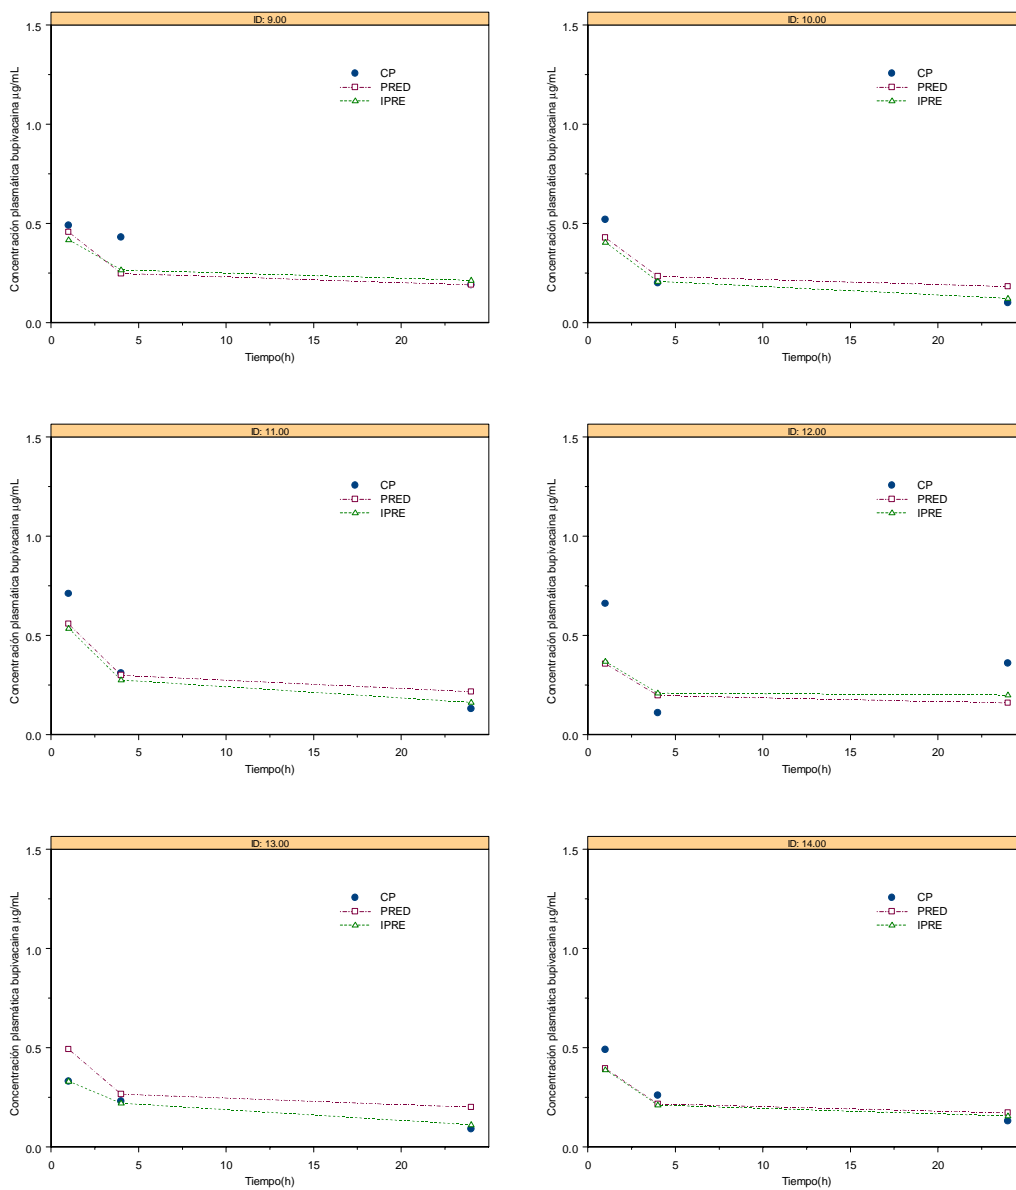 ID: 9.00
1.5
1.0
0.5
0.0
Concentración plasmática bupivacaina µg/mL
CP
PRED
IPRE
0 5 10 15 20
Tiempo(h)
ID: 10.00
1.5
1.0
0.5
0.0
Concentración plasmática bupivacaina µg/mL
CP
PRED
IPRE
0 5 10 15 20
Tiempo(h)
ID: 11.00
1.5
1.0
0.5
0.0
Concentración plasmática bupivacaina µg/mL
CP
PRED
IPRE
0 5 10 15 20
Tiempo(h)
ID: 12.00
1.5
1.0
0.5
0.0
Concentración plasmática bupivacaina µg/mL
CP
PRED
IPRE
0 5 10 15 20
Tiempo(h)
ID: 13.00
1.5
1.0
0.5
0.0
Concentración plasmática bupivacaina µg/mL
CP
PRED
IPRE
0 5 10 15 20
Tiempo(h)
ID: 14.00
1.5
1.0
0.5
0.0
Concentración plasmática bupivacaina µg/mL
CP
PRED
IPRE
0 5 10 15 20
Tiempo(h)